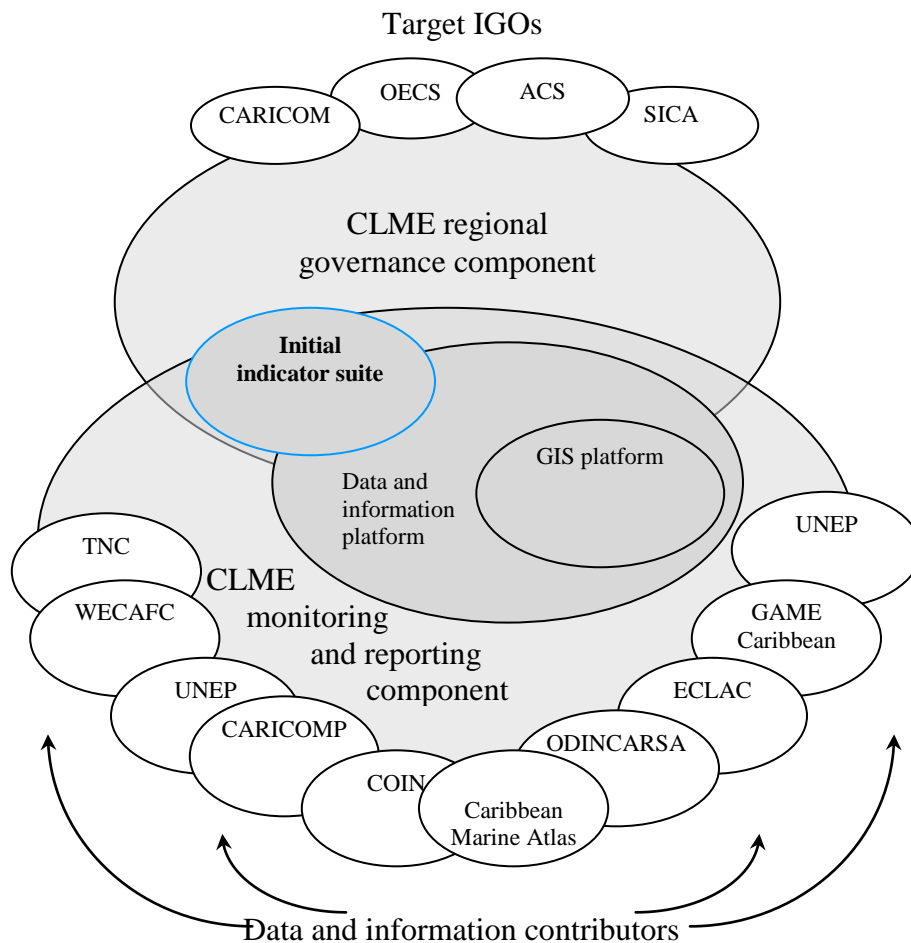 Target IGOs
OECS
ACS
CARICOM
SICA
CLME regional
governance component
Initial
indicator suite
GIS platform
Data and
information
platform
UNEP
TNC
CLME
monitoring
and reporting
component
WECAFC
GAME
Caribbean
UNEP
ECLAC
CARICOMP
ODINCARSA
COIN
Caribbean
Marine Atlas
Data and information contributors